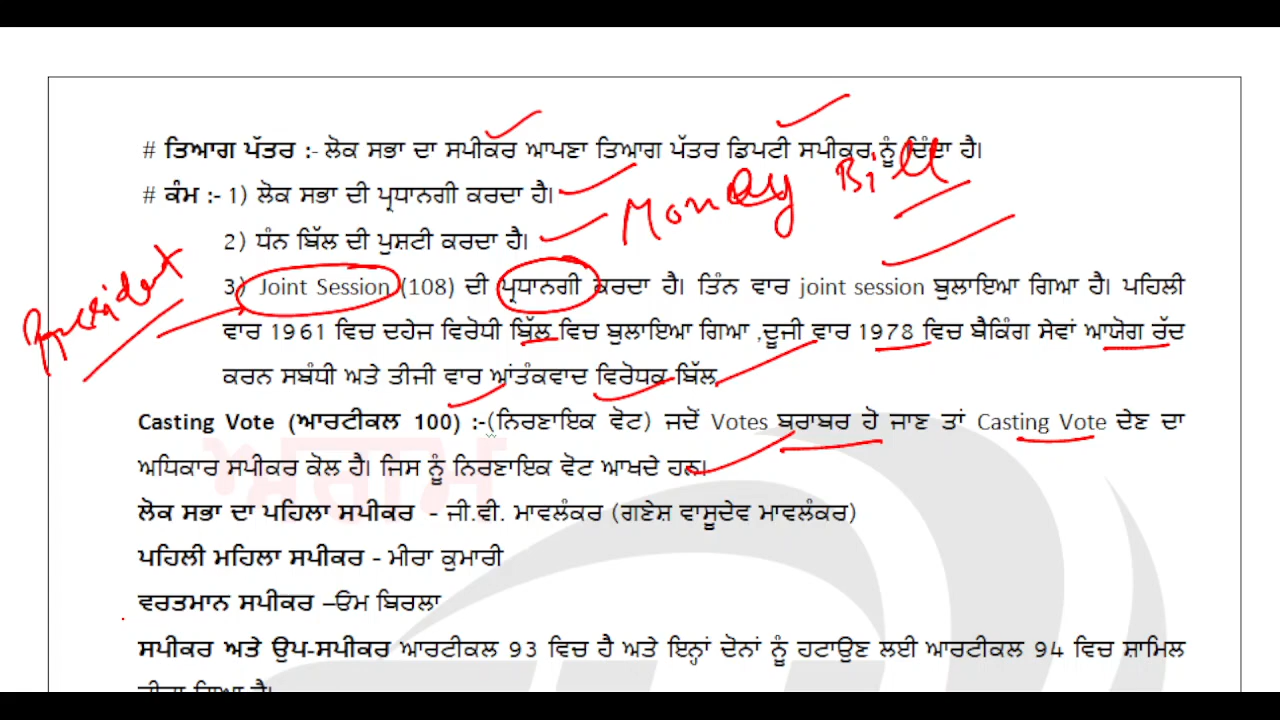 # ਤਿਆਗ ਪੱਤਰ :- ਲੋਕ ਸਭਾ ਦਾ ਸਪੀਕਰ ਆਪਣਾ ਤਿਆਗ ਪੱਤਰ ਡਿਪਟੀ ਸਪੀਕਰ ਨੂੰ ਦਿੰਦਾ ਹੈ।
# ਕੰਮ :- 1) ਲੋਕ ਸਭਾ ਦੀ ਪ੍ਰਧਾਨਗੀ ਕਰਦਾ ਹੈ।
Money Bill
2) ਧੰਨ ਬਿੱਲ ਦੀ ਪੁਸ਼ਟੀ ਕਰਦਾ ਹੈ।
President
3) Joint Session (108) ਦੀ ਪ੍ਰਧਾਨਗੀ ਕਰਦਾ ਹੈ। ਤਿੰਨ ਵਾਰ joint session ਬੁਲਾਇਆ ਗਿਆ ਹੈ। ਪਹਿਲੀ
ਵਾਰ 1961 ਵਿਚ ਦਹੇਜ ਵਿਰੋਧੀ ਬਿੱਲ ਵਿਚ ਬੁਲਾਇਆ ਗਿਆ ,ਦੂਜੀ ਵਾਰ 1978 ਵਿਚ ਬੈਕਿੰਗ ਸੇਵਾਂ ਆਯੋਗ ਰੱਦ
ਕਰਨ ਸਬੰਧੀ ਅਤੇ ਤੀਜੀ ਵਾਰ ਆਂਤੰਕਵਾਦ ਵਿਰੋਧਕ ਬਿੱਲ
Casting Vote (ਆਰਟੀਕਲ 100) :-(ਨਿਰਣਾਇਕ ਵੋਟ) ਜਦੋਂ Votes ਬਰਾਬਰ ਹੋ ਜਾਣ ਤਾਂ Casting Vote ਦੇਣ ਦਾ
ਅਧਿਕਾਰ ਸਪੀਕਰ ਕੋਲ ਹੈ। ਜਿਸ ਨੂੰ ਨਿਰਣਾਇਕ ਵੋਟ ਆਖਦੇ ਹਨ।
ਲੋਕ ਸਭਾ ਦਾ ਪਹਿਲਾ ਸਪੀਕਰ - ਜੀ.ਵੀ. ਮਾਵਲੰਕਰ (ਗਣੇਸ਼ ਵਾਸੂਦੇਵ ਮਾਵਲੰਕਰ)
ਪਹਿਲੀ ਮਹਿਲਾ ਸਪੀਕਰ - ਮੀਰਾ ਕੁਮਾਰੀ
ਵਰਤਮਾਨ ਸਪੀਕਰ –ਓਮ ਬਿਰਲਾ
ਸਪੀਕਰ ਅਤੇ ਉਪ-ਸਪੀਕਰ ਆਰਟੀਕਲ 93 ਵਿਚ ਹੈ ਅਤੇ ਇਨ੍ਹਾਂ ਦੋਨਾਂ ਨੂੰ ਹਟਾਉਣ ਲਈ ਆਰਟੀਕਲ 94 ਵਿਚ ਸ਼ਾਮਿਲ